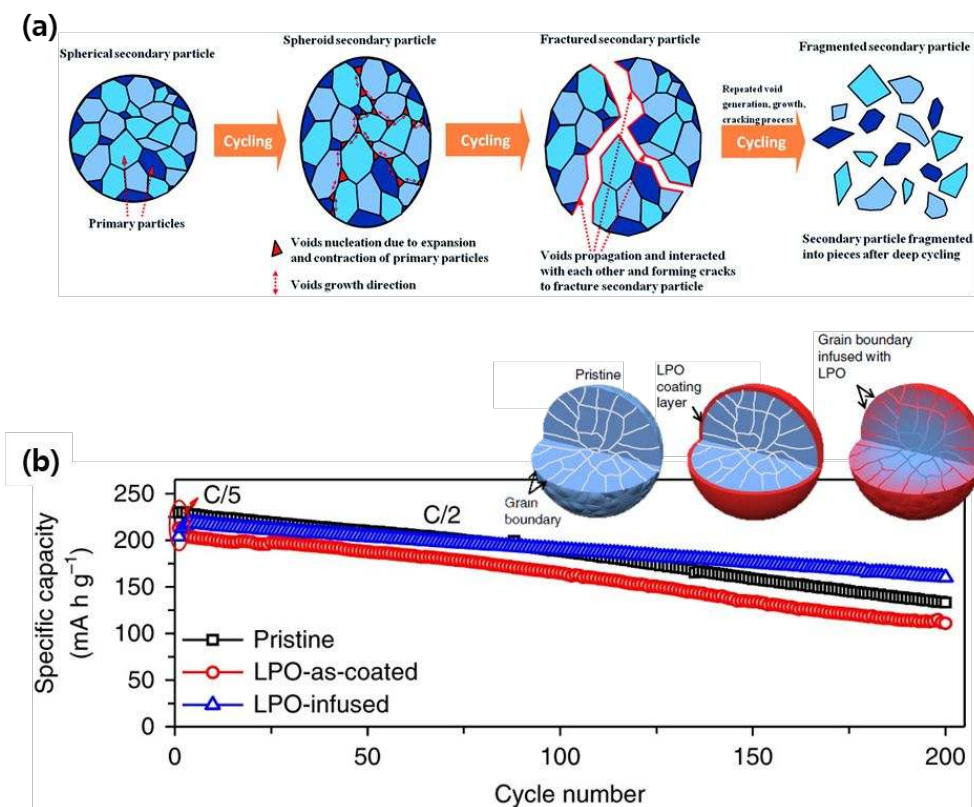 (a)
Spherical secondary particle
Spheroid secondary particle
Fractured secondary particle
Fragmented secondary particle
Cycling
Cycling
Repeated void
generation, growth,
cracking process
Cycling
Primary particles
Voids nucleation due to expansion
and contraction of primary particles
Voids growth direction
Voids propagation and interacted
with each other and forming cracks
to fracture secondary particle
Secondary particle fragmented
into pieces after deep cycling
(b)
Pristine
LPO
coating
layer
Grain boundary
infused with
LPO
Grain
boundary
C/5
C/2
Specific capacity
(mA h g⁻¹)
250
200
150
100
50
0
Pristine
LPO-as-coated
LPO-infused
0
50
100
150
200
Cycle number